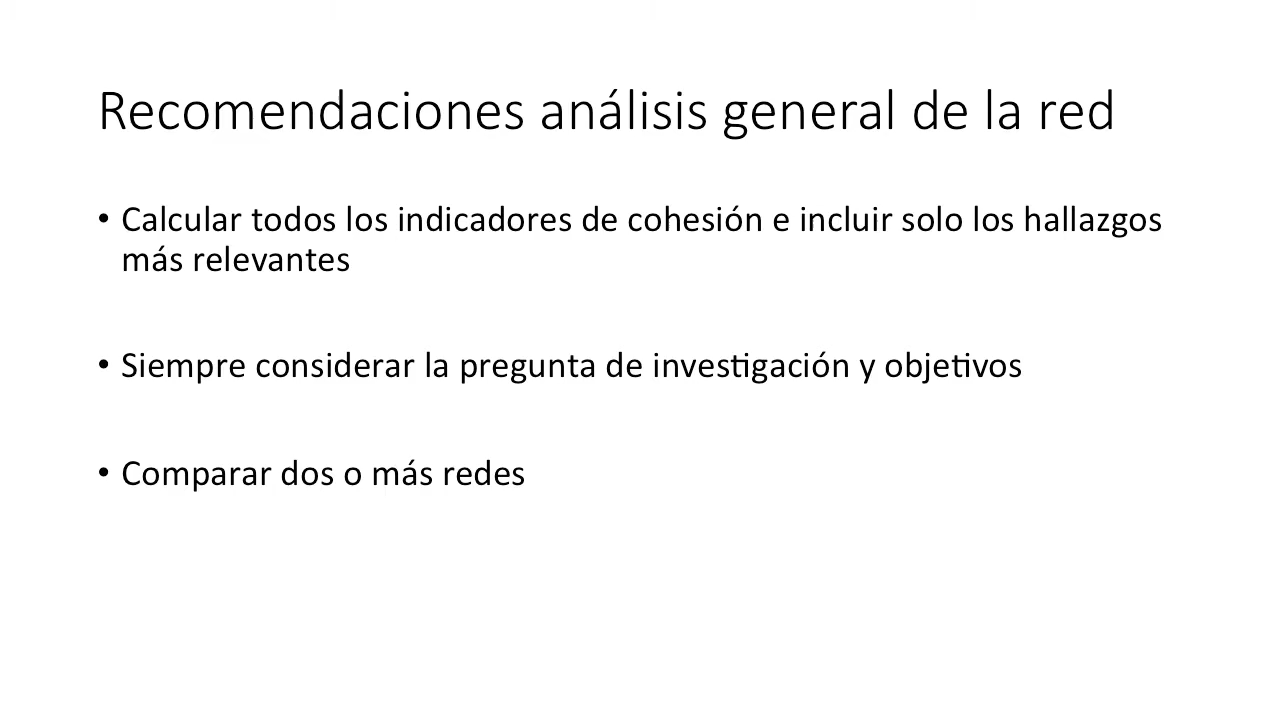 Recomendaciones análisis general de la red
• Calcular todos los indicadores de cohesión e incluir solo los hallazgos
más relevantes
• Siempre considerar la pregunta de investigación y objetivos
• Comparar dos o más redes